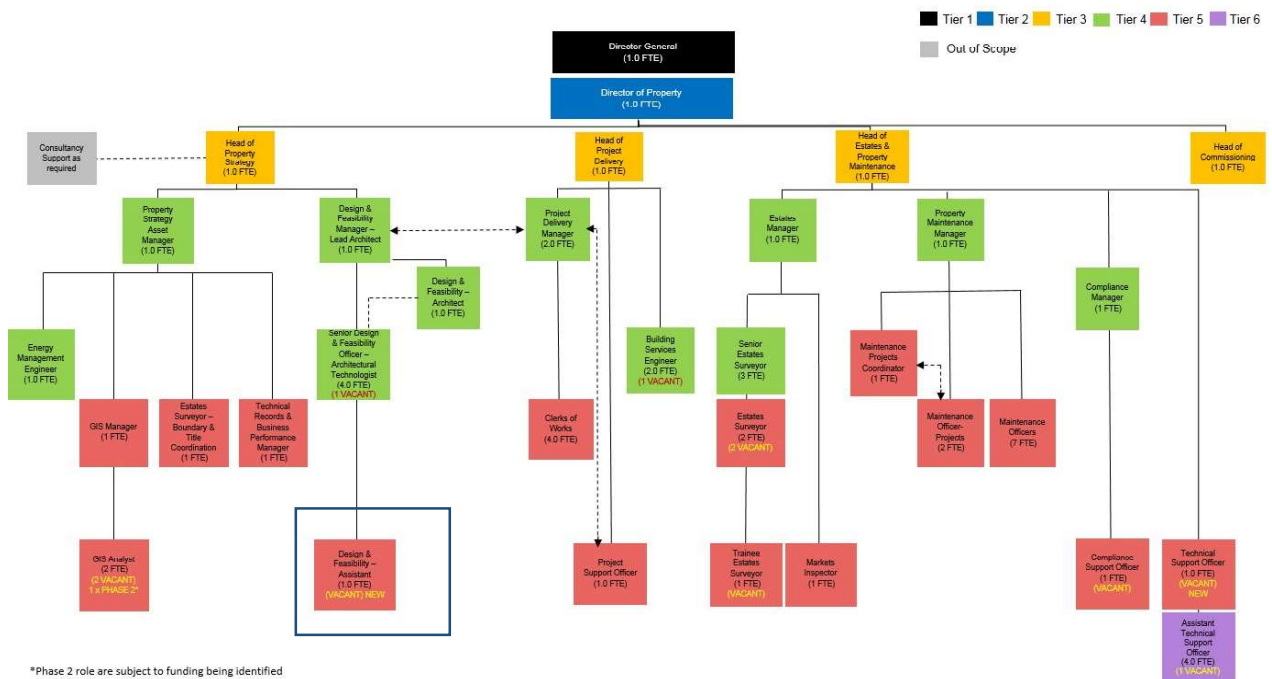 Tier 1
Tier 2
Tier 3
Tier 4
Tier 5
Tier 6
Out of Scope
Director General
(1.0 FTE)
Director of Property
(1.0 FTE)
Consultancy
Support as
required
Head of
Property
Strategy
(1.0 FTE)
Head of
Project
Delivery
(1.0 FTE)
Head of
Estates &
Property
Maintenance
(1.0 FTE)
Head of
Commissioning
(1.0 FTE)
Property
Strategy
Asset
Manager
(1.0 FTE)
Design &
Feasibility
Manager –
Lead Architect
(1.0 FTE)
Project
Delivery
Manager
(2.0 FTE)
Estates
Manager
(1.0 FTE)
Property
Maintenance
Manager
(1.0 FTE)
Design &
Feasibility –
Architect
(1.0 FTE)
Compliance
Manager
(1 FTE)
Energy
Management
Engineer
(1.0 FTE)
Senior Design
& Feasibility
Officer –
Architectural
Technologist
(4.0 FTE)
(1 VACANT)
Building
Services
Engineer
(2.0 FTE)
(1 VACANT)
Senior
Estates
Surveyor
(3 FTE)
Maintenance
Projects
Coordinator
(1 FTE)
GIS Manager
(1 FTE)
Estates
Surveyor –
Boundary &
Title
Coordination
(1 FTE)
Technical
Records &
Business
Performance
Manager
(1 FTE)
Clerks of
Works
(4.0 FTE)
Estates
Surveyor
(2 FTE)
(2 VACANT)
Maintenance
Officer-
Projects
(2 FTE)
Maintenance
Officers
(7 FTE)
GIS Analyst
(2 FTE)
(2 VACANT)
1 x PHASE 2*
Design &
Feasibility –
Assistant
(1.0 FTE)
(VACANT) NEW
Project
Support Officer
(1.0 FTE)
Trainee
Estates
Surveyor
(1 FTE)
(VACANT)
Markets
Inspector
(1 FTE)
Compliance
Support Officer
(1 FTE)
(VACANT)
Technical
Support Officer
(1.0 FTE)
(VACANT)
NEW
Assistant
Technical
Support
Officer
(4.0 FTE)
(1 VACANT)
*Phase 2 role are subject to funding being identified